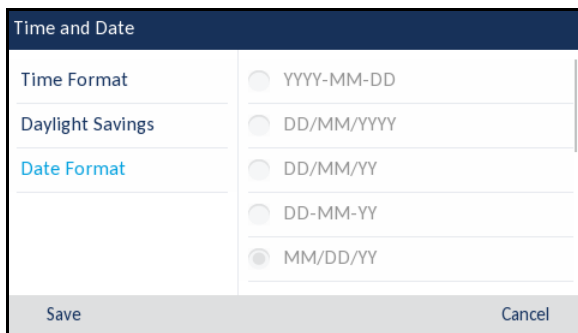 Time and Date
Time Format
Daylight Savings
Date Format
YYYY-MM-DD
DD/MM/YYYY
DD/MM/YY
DD-MM-YY
MM/DD/YY
Save
Cancel